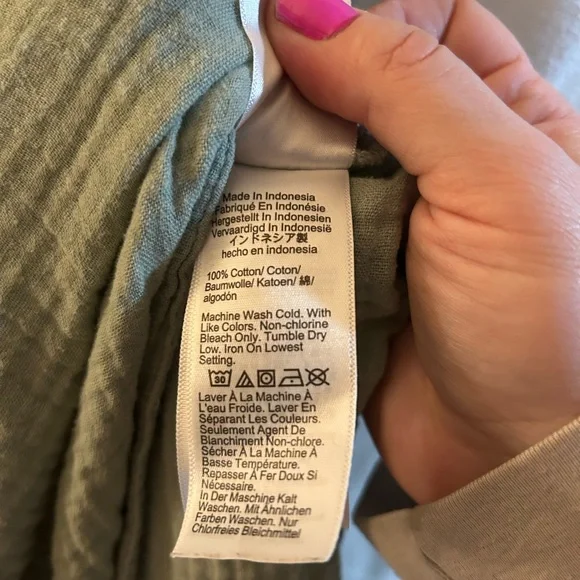 Made In Indonesia
Fabriqué En Indonésie
Hergestellt In Indonesien
Vervaardigd In Indonesië
インドネシア製
hecho en indonesia
100% Cotton/ Coton/
Baumwolle/ Katoen/ 綿/
algodón
Machine Wash Cold. With
Like Colors. Non-chlorine
Bleach Only. Tumble Dry
Low. Iron On Lowest
Setting.
30
Laver À La Machine À
L'eau Froide. Laver En
Séparant Les Couleurs.
Seulement Agent De
Blanchiment Non-chlore.
Sécher À La Machine À
Basse Température.
Repasser À Fer Doux Si
Nécessaire.
In Der Maschine Kalt
Waschen. Mit Ähnlichen
Farben Waschen. Nur
Chlorfreies Bleichmittel